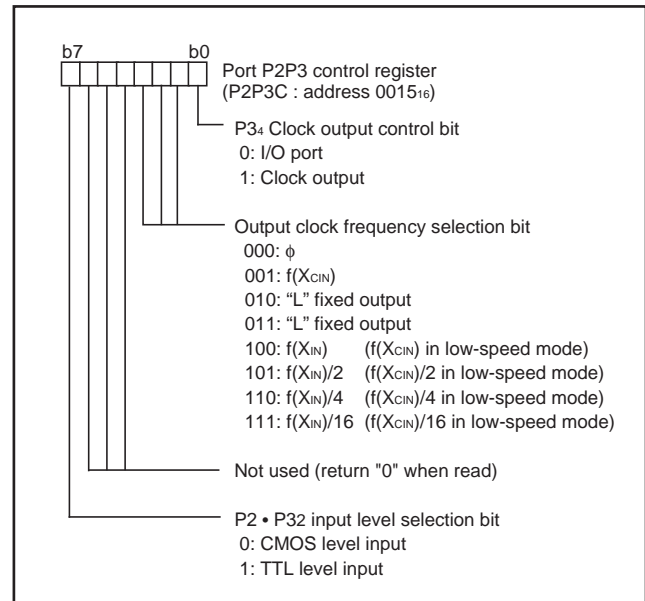 b7 b0
Port P2P3 control register
(P2P3C : address 0015₁₆)
P3₄ Clock output control bit
0: I/O port
1: Clock output
Output clock frequency selection bit
000: ϕ
001: f(XCIN)
010: “L” fixed output
011: “L” fixed output
100: f(XIN) (f(XCIN) in low-speed mode)
101: f(XIN)/2 (f(XCIN)/2 in low-speed mode)
110: f(XIN)/4 (f(XCIN)/4 in low-speed mode)
111: f(XIN)/16 (f(XCIN)/16 in low-speed mode)
Not used (return "0" when read)
P2 • P32 input level selection bit
0: CMOS level input
1: TTL level input